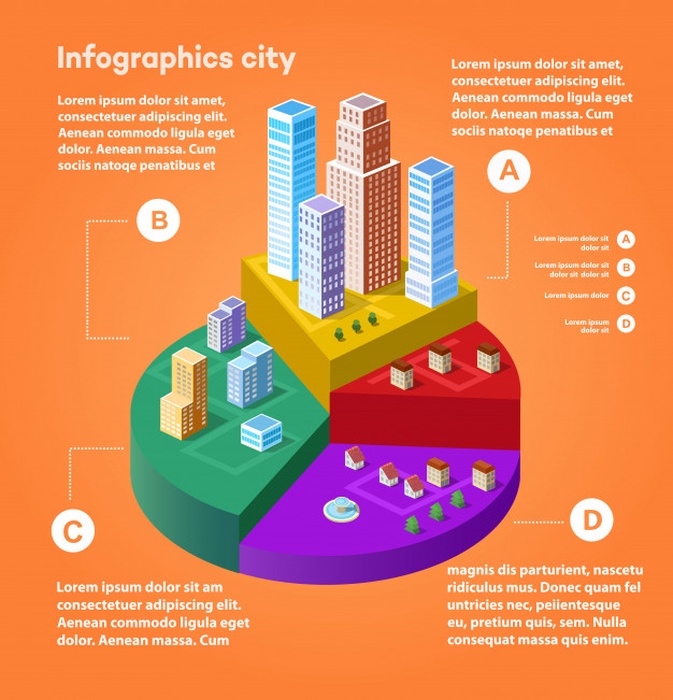 Infographics city
Lorem ipsum dolor sit amet,
consectetuer adipiscing elit.
Aenean commodo ligula eget
dolor. Aenean massa. Cum
sociis natoqe penatibus et
Lorem ipsum dolor sit amet,
consectetuer adipiscing elit.
Aenean commodo ligula eget
dolor. Aenean massa. Cum
sociis natoqe penatibus et
A
B
Lorem ipsum dolor sit
dolor sit
A
Lorem ipsum dolor sit
dolor sit dolor sit
B
Lorem ipsum dolor
C
Lorem ipsum
dolor sit
D
C
D
Lorem ipsum dolor sit am
consectetuer adipiscing elit.
Aenean commodo ligula eget
dolor. Aenean massa. Cum
magnis dis parturient, nascetu
ridiculus mus. Donec quam fel
untricies nec, peiientesque
eu, pretium quis, sem. Nulla
consequat massa quis enim.